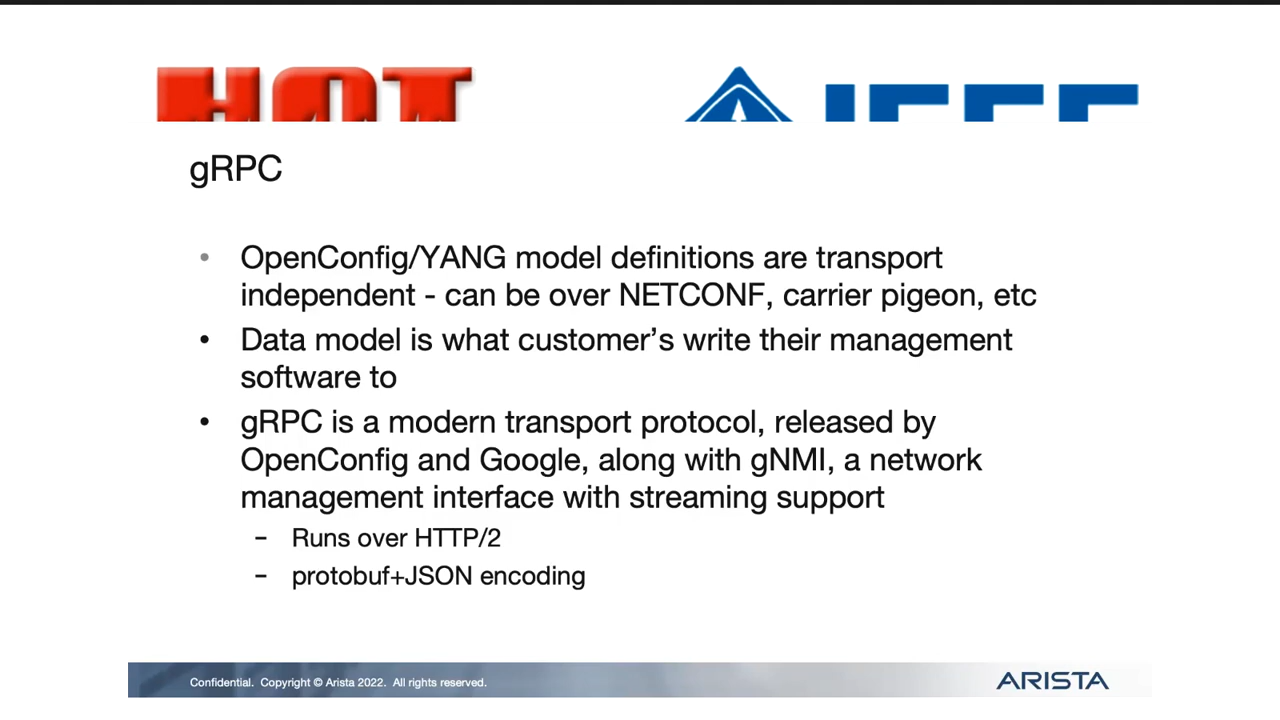 HOT
IEEE
gRPC
• OpenConfig/YANG model definitions are transport
independent - can be over NETCONF, carrier pigeon, etc
• Data model is what customer’s write their management
software to
• gRPC is a modern transport protocol, released by
OpenConfig and Google, along with gNMI, a network
management interface with streaming support
– Runs over HTTP/2
– protobuf+JSON encoding
Confidential. Copyright © Arista 2022. All rights reserved.
ARISTA